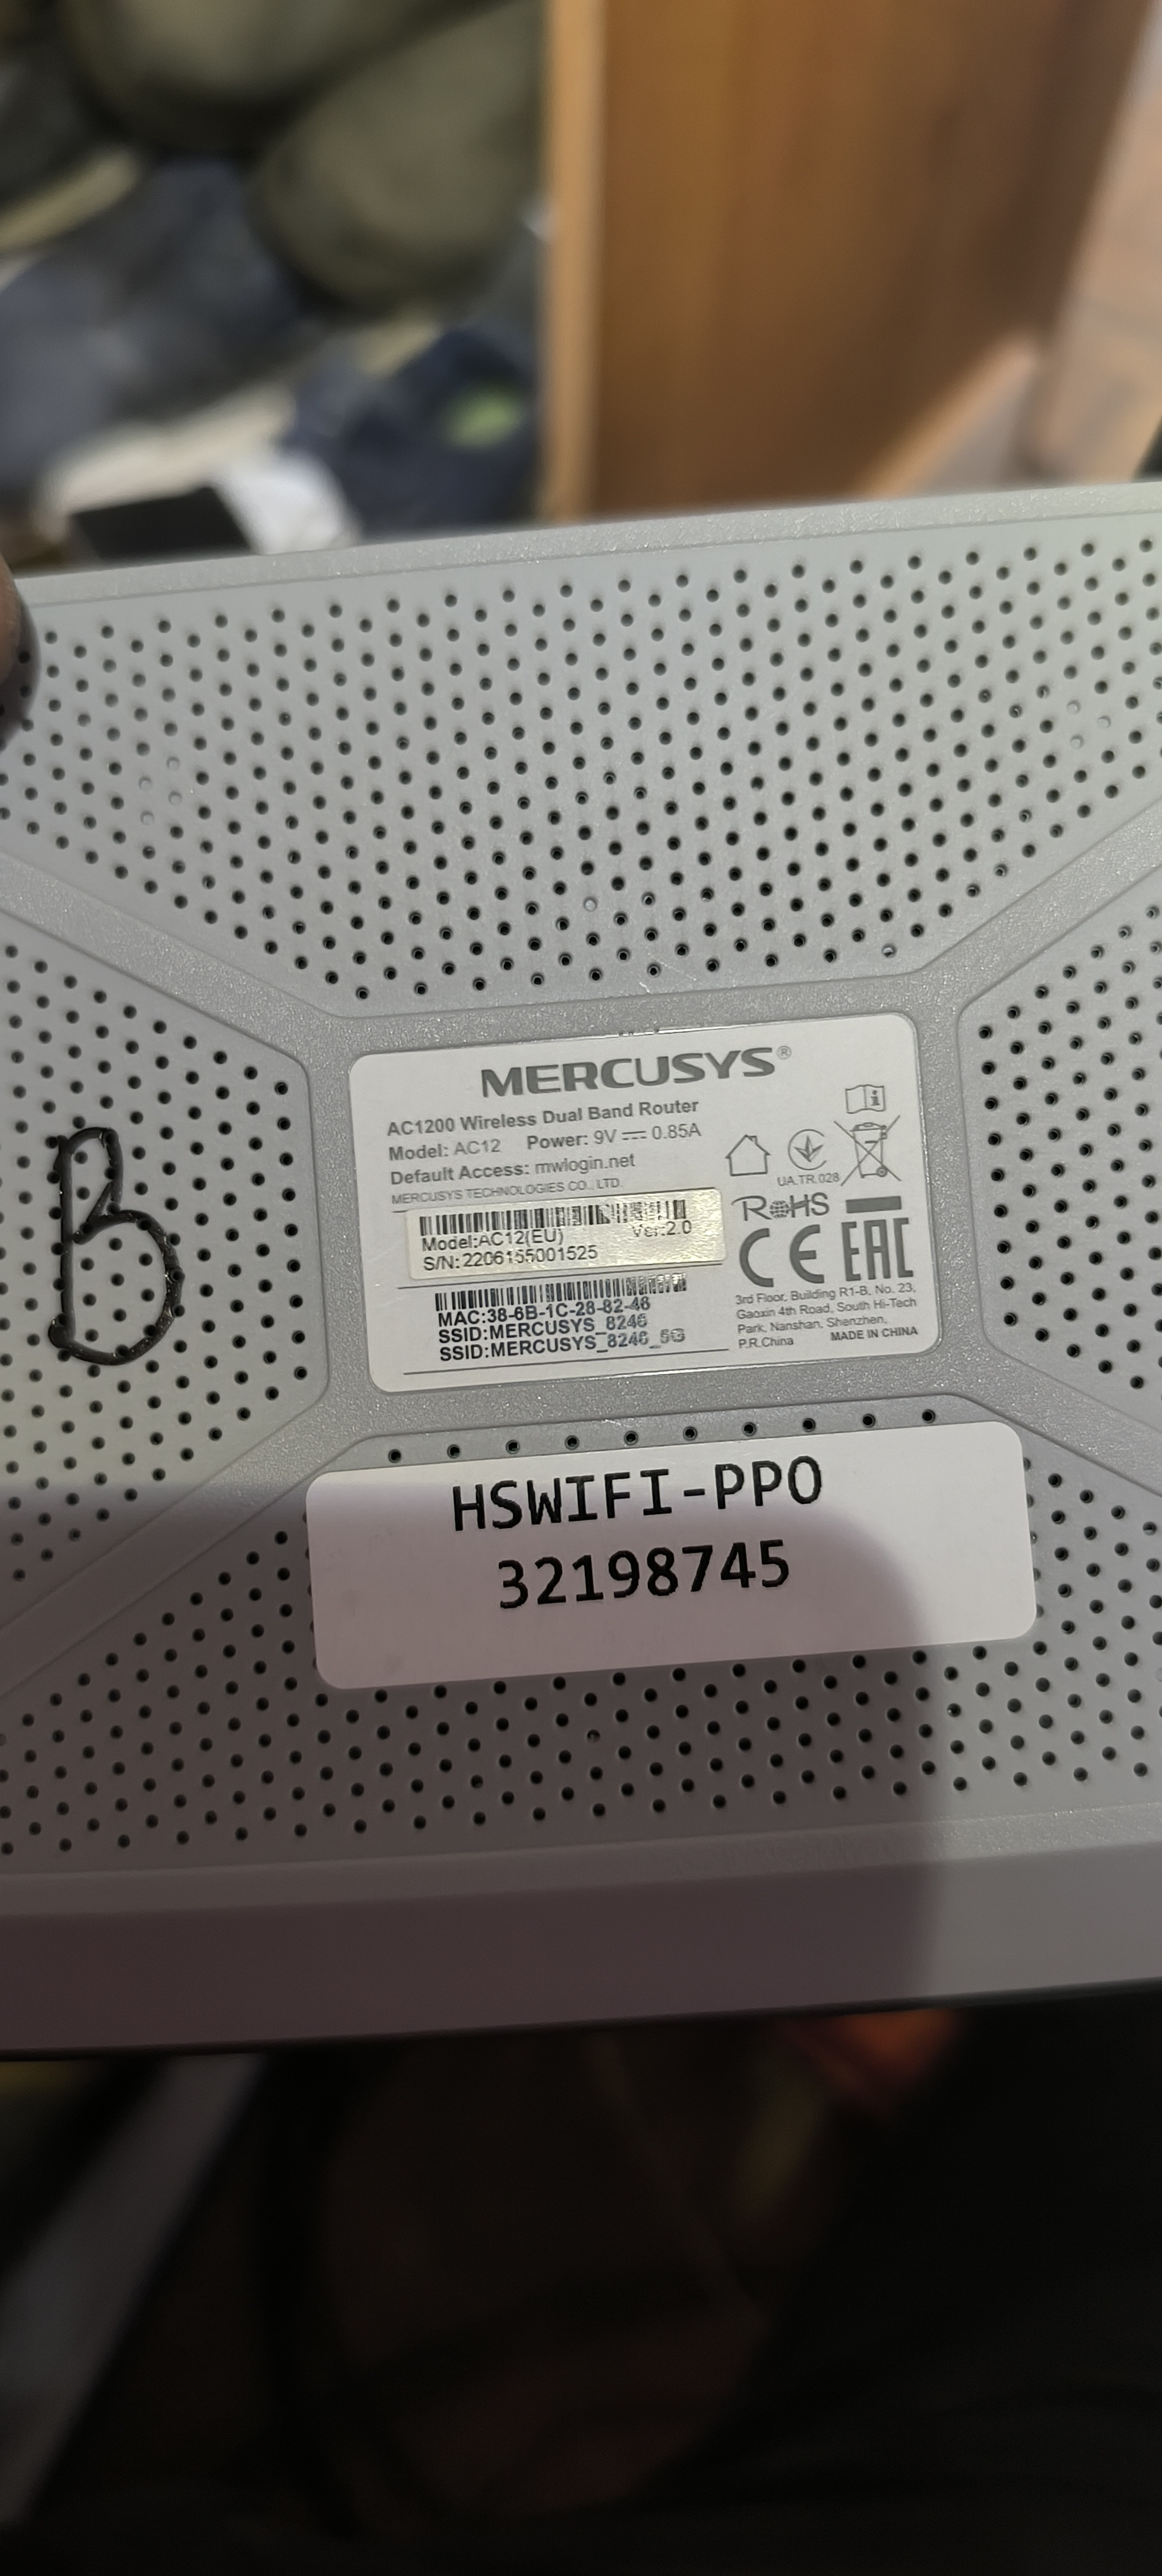 B
MERCUSYS®
AC1200 Wireless Dual Band Router
Model: AC12 Power: 9V ⎓ 0.85A
Default Access: mwlogin.net
MERCUSYS TECHNOLOGIES CO., LTD.
UA.TR.028
Model:AC12(EU) Ver:2.0
S/N:2206155001525
RoHS
CE EAC
MAC:38-6B-1C-28-82-46
SSID:MERCUSYS_8246
SSID:MERCUSYS_8246_5G
3rd Floor, Building R1-B, No. 23,
Gaoxin 4th Road, South Hi-Tech
Park, Nanshan, Shenzhen,
P.R.China MADE IN CHINA
HSWIFI-PPO
32198745